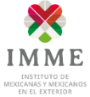 IMME
INSTITUTO DE
MEXICANAS Y MEXICANOS
EN EL EXTERIOR